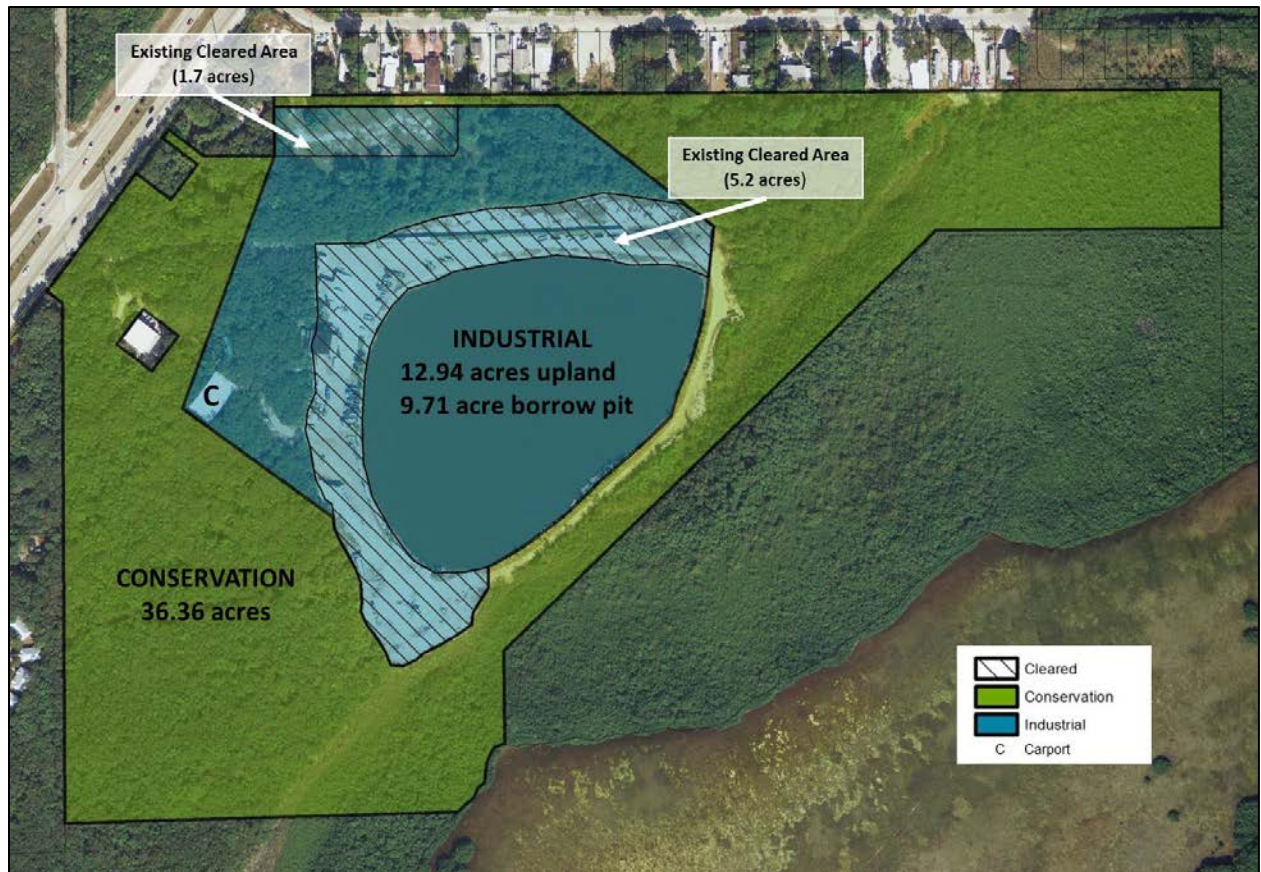 Existing Cleared Area
(1.7 acres)
Existing Cleared Area
(5.2 acres)
INDUSTRIAL
12.94 acres upland
9.71 acre borrow pit
C
CONSERVATION
36.36 acres
Cleared
Conservation
Industrial
C Carport